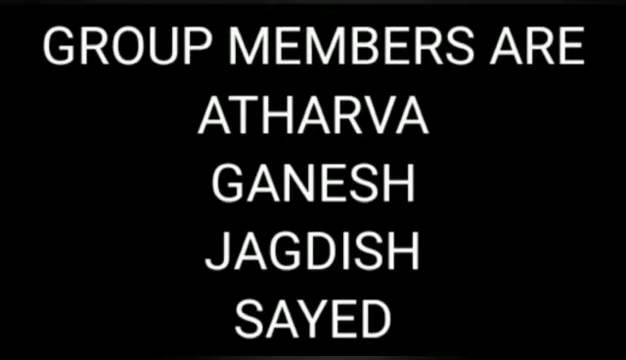 GROUP MEMBERS ARE
ATHARVA
GANESH
JAGDISH
SAYED